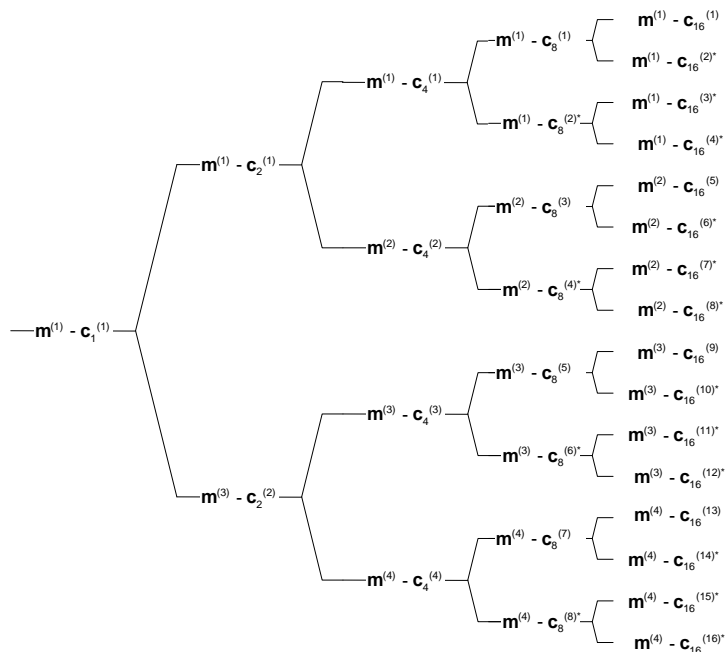 m⁽¹⁾ - c₁₆⁽¹⁾
m⁽¹⁾ - c₈⁽¹⁾
m⁽¹⁾ - c₁₆⁽²⁾*
m⁽¹⁾ - c₄⁽¹⁾
m⁽¹⁾ - c₁₆⁽³⁾*
m⁽¹⁾ - c₈⁽²⁾*
m⁽¹⁾ - c₁₆⁽⁴⁾*
m⁽¹⁾ - c₂⁽¹⁾
m⁽²⁾ - c₁₆⁽⁵⁾
m⁽²⁾ - c₈⁽³⁾
m⁽²⁾ - c₁₆⁽⁶⁾*
m⁽²⁾ - c₄⁽²⁾
m⁽²⁾ - c₁₆⁽⁷⁾*
m⁽²⁾ - c₈⁽⁴⁾*
m⁽²⁾ - c₁₆⁽⁸⁾*
m⁽¹⁾ - c₁⁽¹⁾
m⁽³⁾ - c₁₆⁽⁹⁾
m⁽³⁾ - c₈⁽⁵⁾
m⁽³⁾ - c₁₆⁽¹⁰⁾*
m⁽³⁾ - c₄⁽³⁾
m⁽³⁾ - c₁₆⁽¹¹⁾*
m⁽³⁾ - c₈⁽⁶⁾*
m⁽³⁾ - c₁₆⁽¹²⁾*
m⁽³⁾ - c₂⁽²⁾
m⁽⁴⁾ - c₁₆⁽¹³⁾
m⁽⁴⁾ - c₈⁽⁷⁾
m⁽⁴⁾ - c₁₆⁽¹⁴⁾*
m⁽⁴⁾ - c₄⁽⁴⁾
m⁽⁴⁾ - c₁₆⁽¹⁵⁾*
m⁽⁴⁾ - c₈⁽⁸⁾*
m⁽⁴⁾ - c₁₆⁽¹⁶⁾*